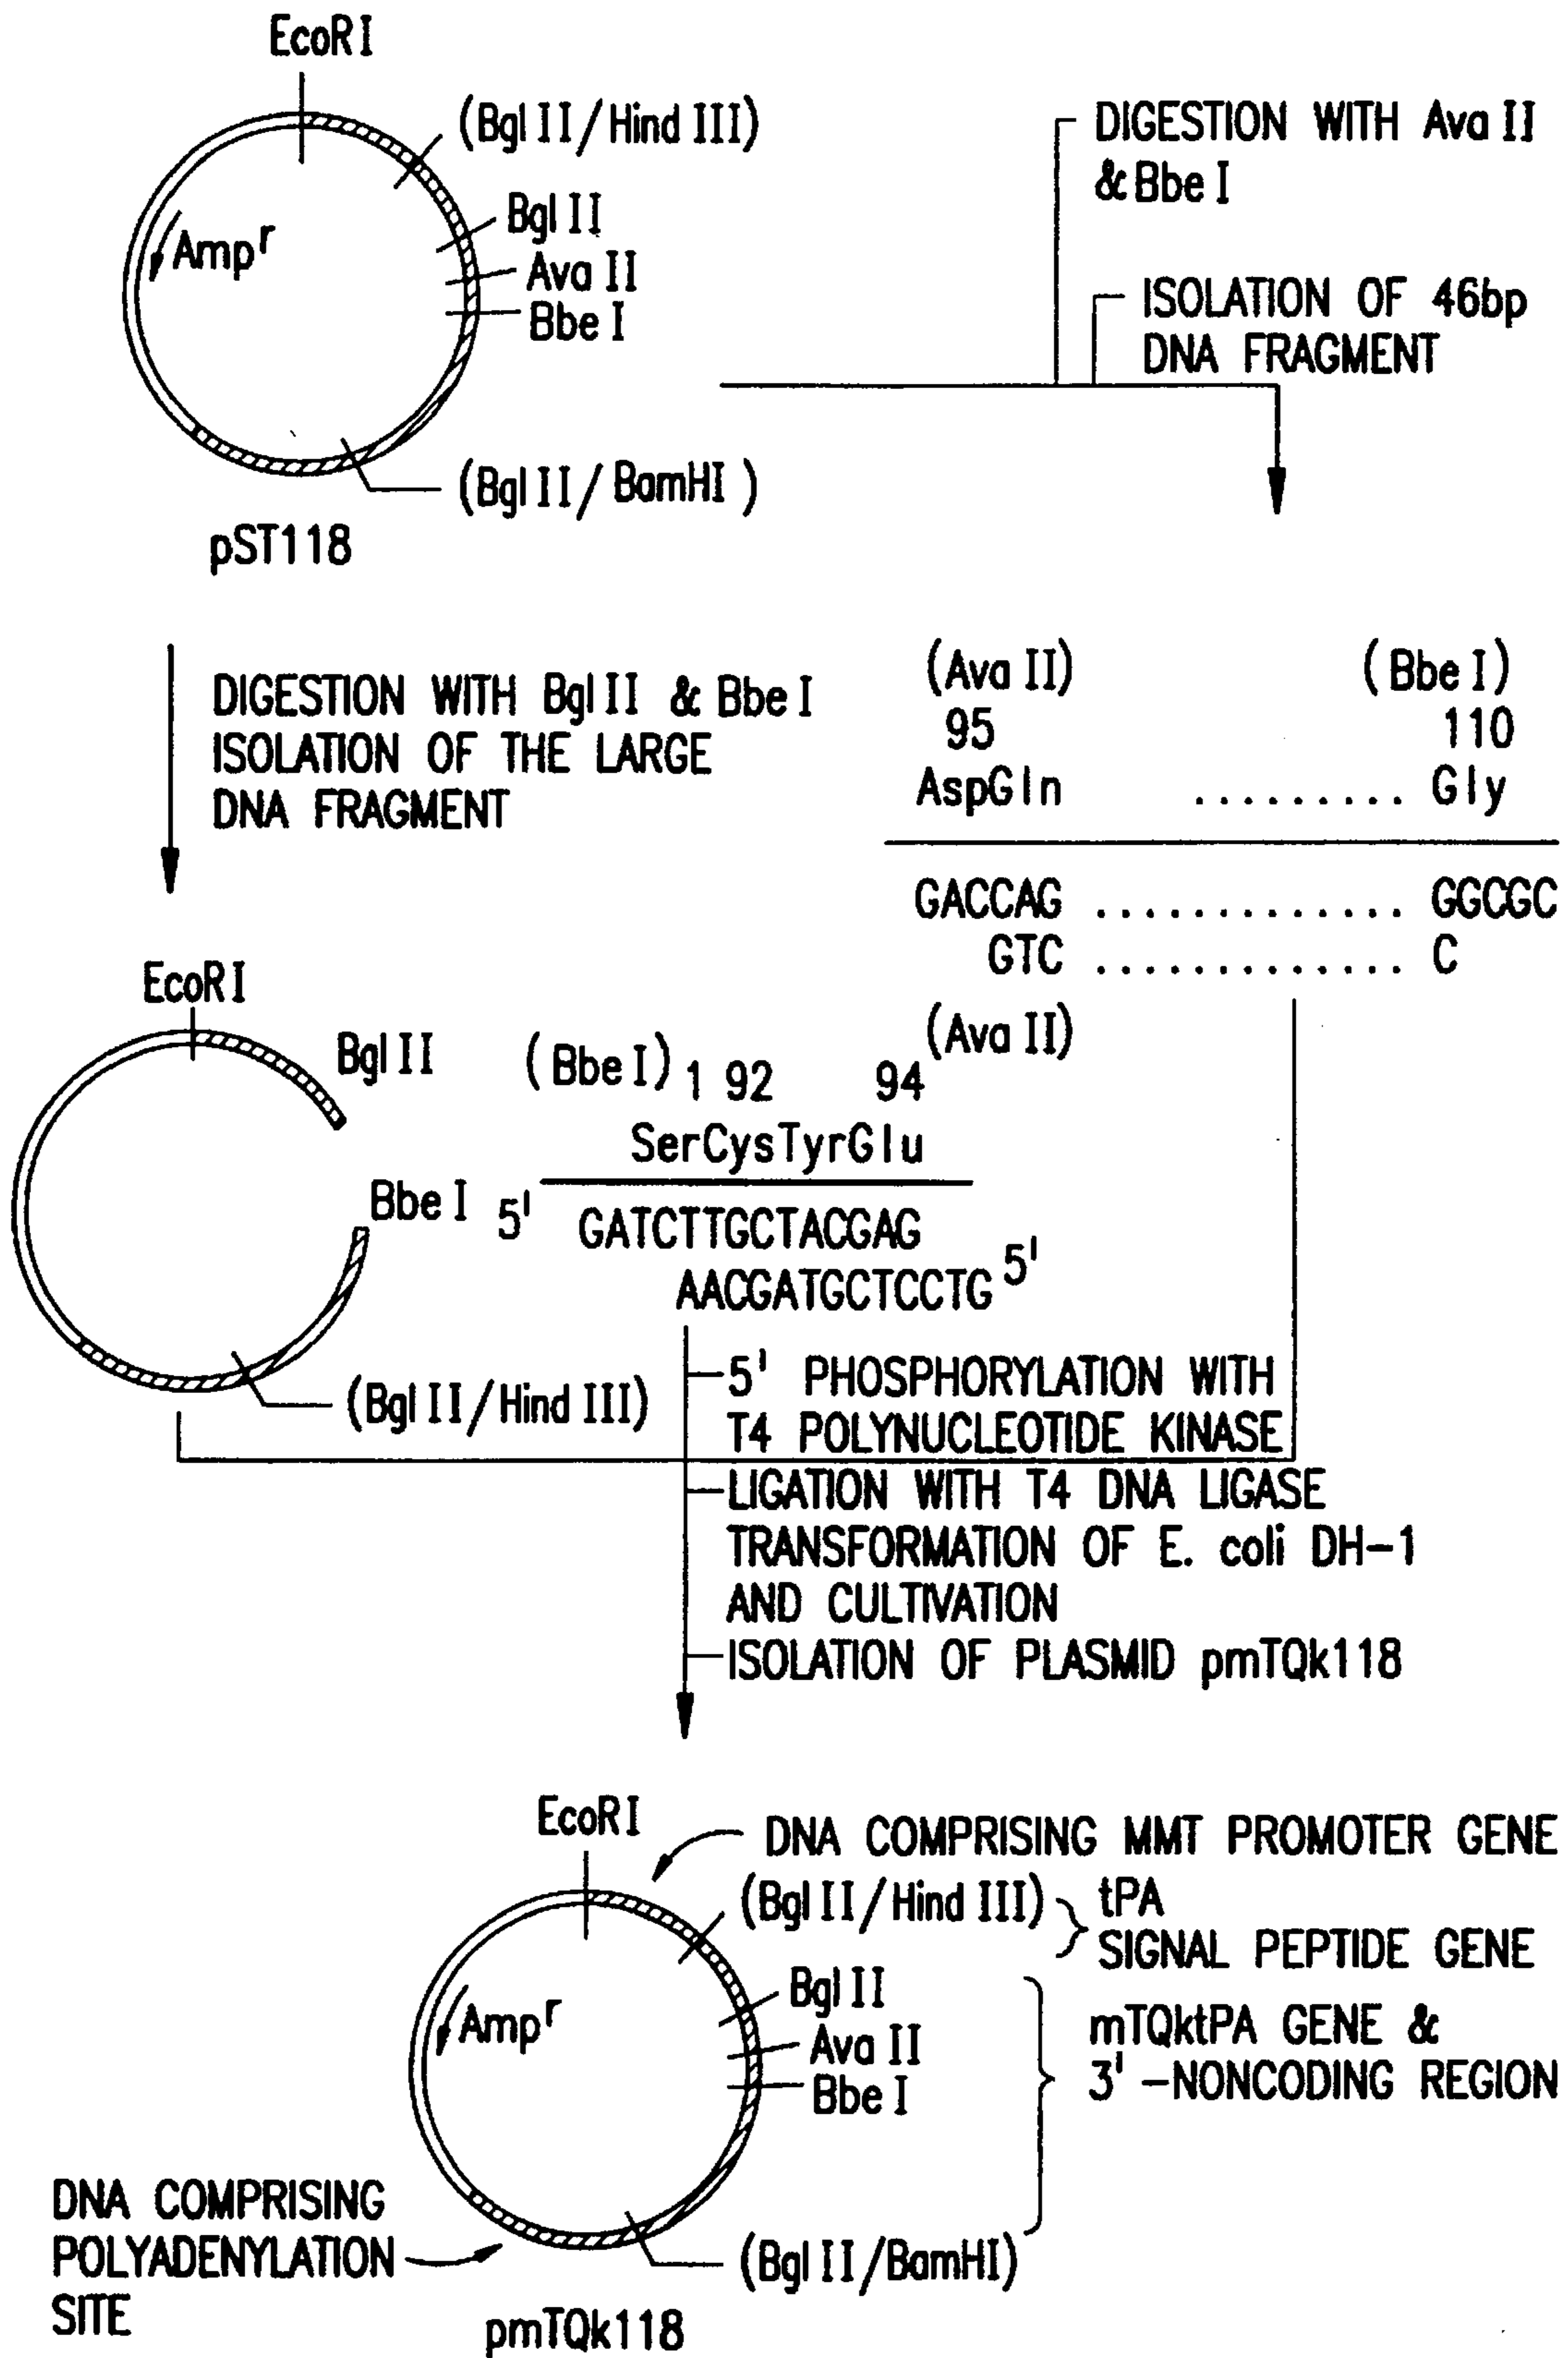 EcoRI
(Bgl II/Hind III)
Bgl II
Ava II
Bbe I
Ampr
(Bgl II/BamHI )
pST118
DIGESTION WITH Ava II
& Bbe I
ISOLATION OF 46bp
DNA FRAGMENT
DIGESTION WITH Bgl II & Bbe I
ISOLATION OF THE LARGE
DNA FRAGMENT
(Ava II) (Bbe I)
95 110
AspGln ......... Gly
GACCAG ............. GGCGC
GTC ............. C
(Ava II)
EcoRI
Bgl II
Bbe I
(Bgl II/Hind III)
(Bbe I) 1 92 94
SerCysTyrGlu
5' GATCTTGCTACGAG
AACGATGCTCCTG 5'
5' PHOSPHORYLATION WITH
T4 POLYNUCLEOTIDE KINASE
LIGATION WITH T4 DNA LIGASE
TRANSFORMATION OF E. coli DH-1
AND CULTIVATION
ISOLATION OF PLASMID pmTQk118
EcoRI
DNA COMPRISING MMT PROMOTER GENE
(Bgl II/Hind III)
tPA
SIGNAL PEPTIDE GENE
Bgl II
Ava II
Bbe I
Ampr
mTQktPA GENE &
3'-NONCODING REGION
DNA COMPRISING
POLYADENYLATION
SITE
(Bgl II/BamHI)
pmTQk118